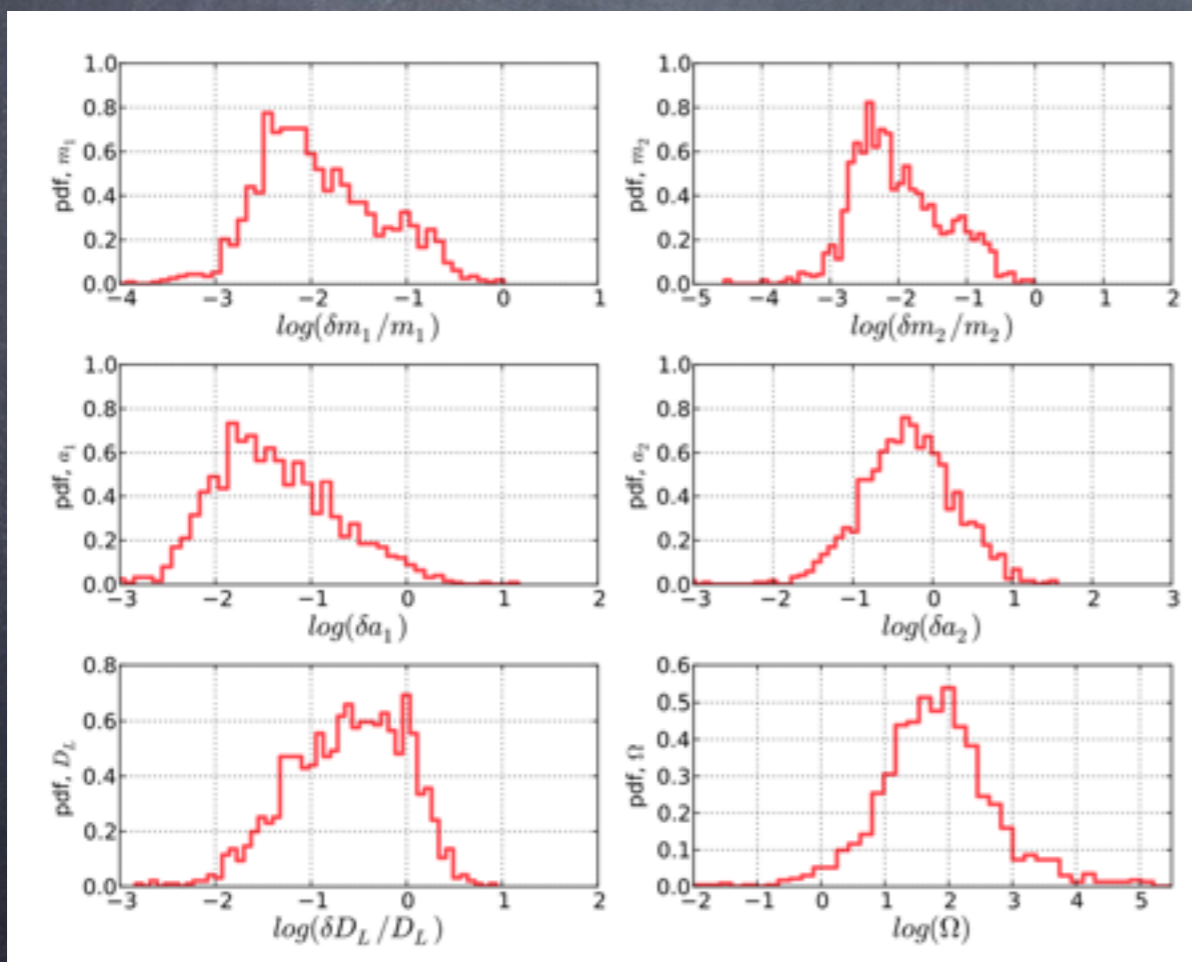 1.0
0.8
0.6
0.4
0.2
0.0
pdf, m₁
−4 −3 −2 −1 0 1
log(δm₁/m₁)
1.0
0.8
0.6
0.4
0.2
0.0
pdf, m₂
−5 −4 −3 −2 −1 0 1 2
log(δm₂/m₂)
1.0
0.8
0.6
0.4
0.2
0.0
pdf, a₁
−3 −2 −1 0 1 2
log(δa₁)
1.0
0.8
0.6
0.4
0.2
0.0
pdf, a₂
−3 −2 −1 0 1 2 3
log(δa₂)
0.8
0.6
0.4
0.2
0.0
pdf, D_L
−3 −2 −1 0 1 2
log(δD_L/D_L)
0.6
0.5
0.4
0.3
0.2
0.1
0.0
pdf, Ω
−2 −1 0 1 2 3 4 5
log(Ω)